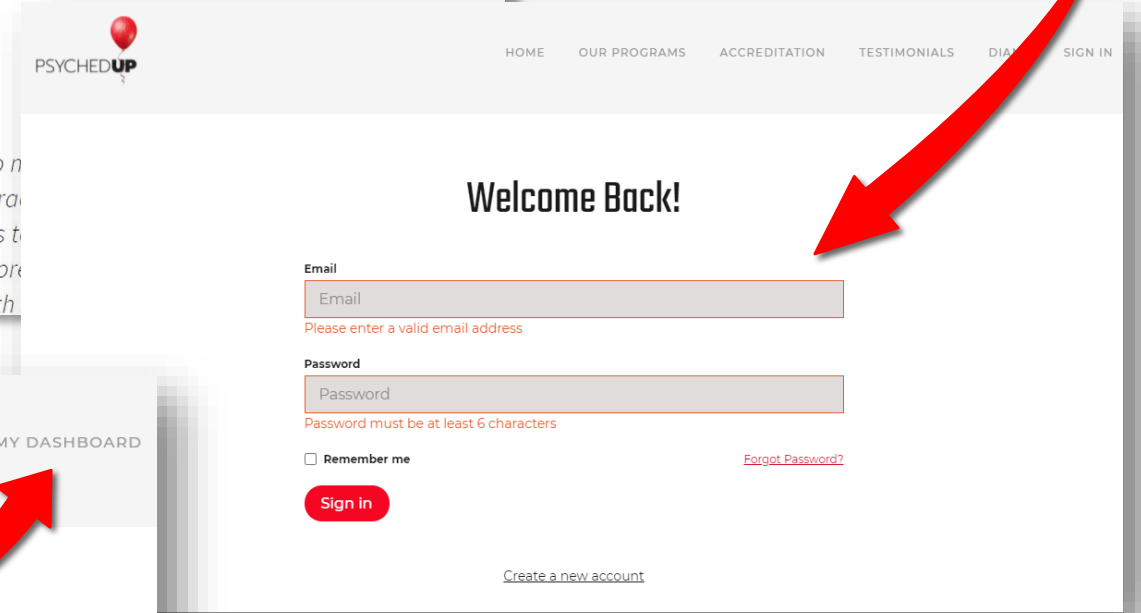 PSYCHEDUP
HOME OUR PROGRAMS ACCREDITATION TESTIMONIALS SIGN IN
Welcome Back!
Email
Email
Please enter a valid email address
Password
Password
Password must be at least 6 characters
Remember me Forgot Password?
Sign in
Create a new account
MY DASHBOARD